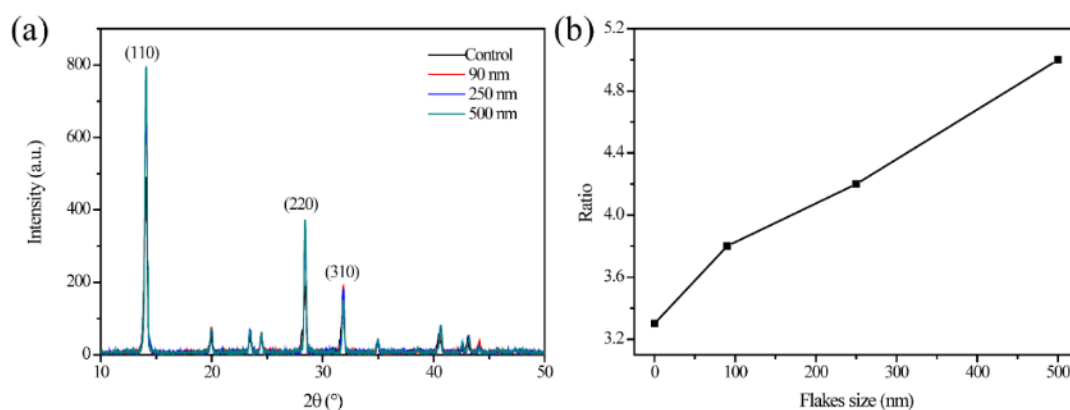 (a)
(110)
(220)
(310)
Control
90 nm
250 nm
500 nm
800
600
400
200
0
10
20
30
40
50
Intensity (a.u.)
2θ (°)
(b)
5.2
4.8
4.4
4.0
3.6
3.2
0
100
200
300
400
500
Ratio
Flakes size (nm)